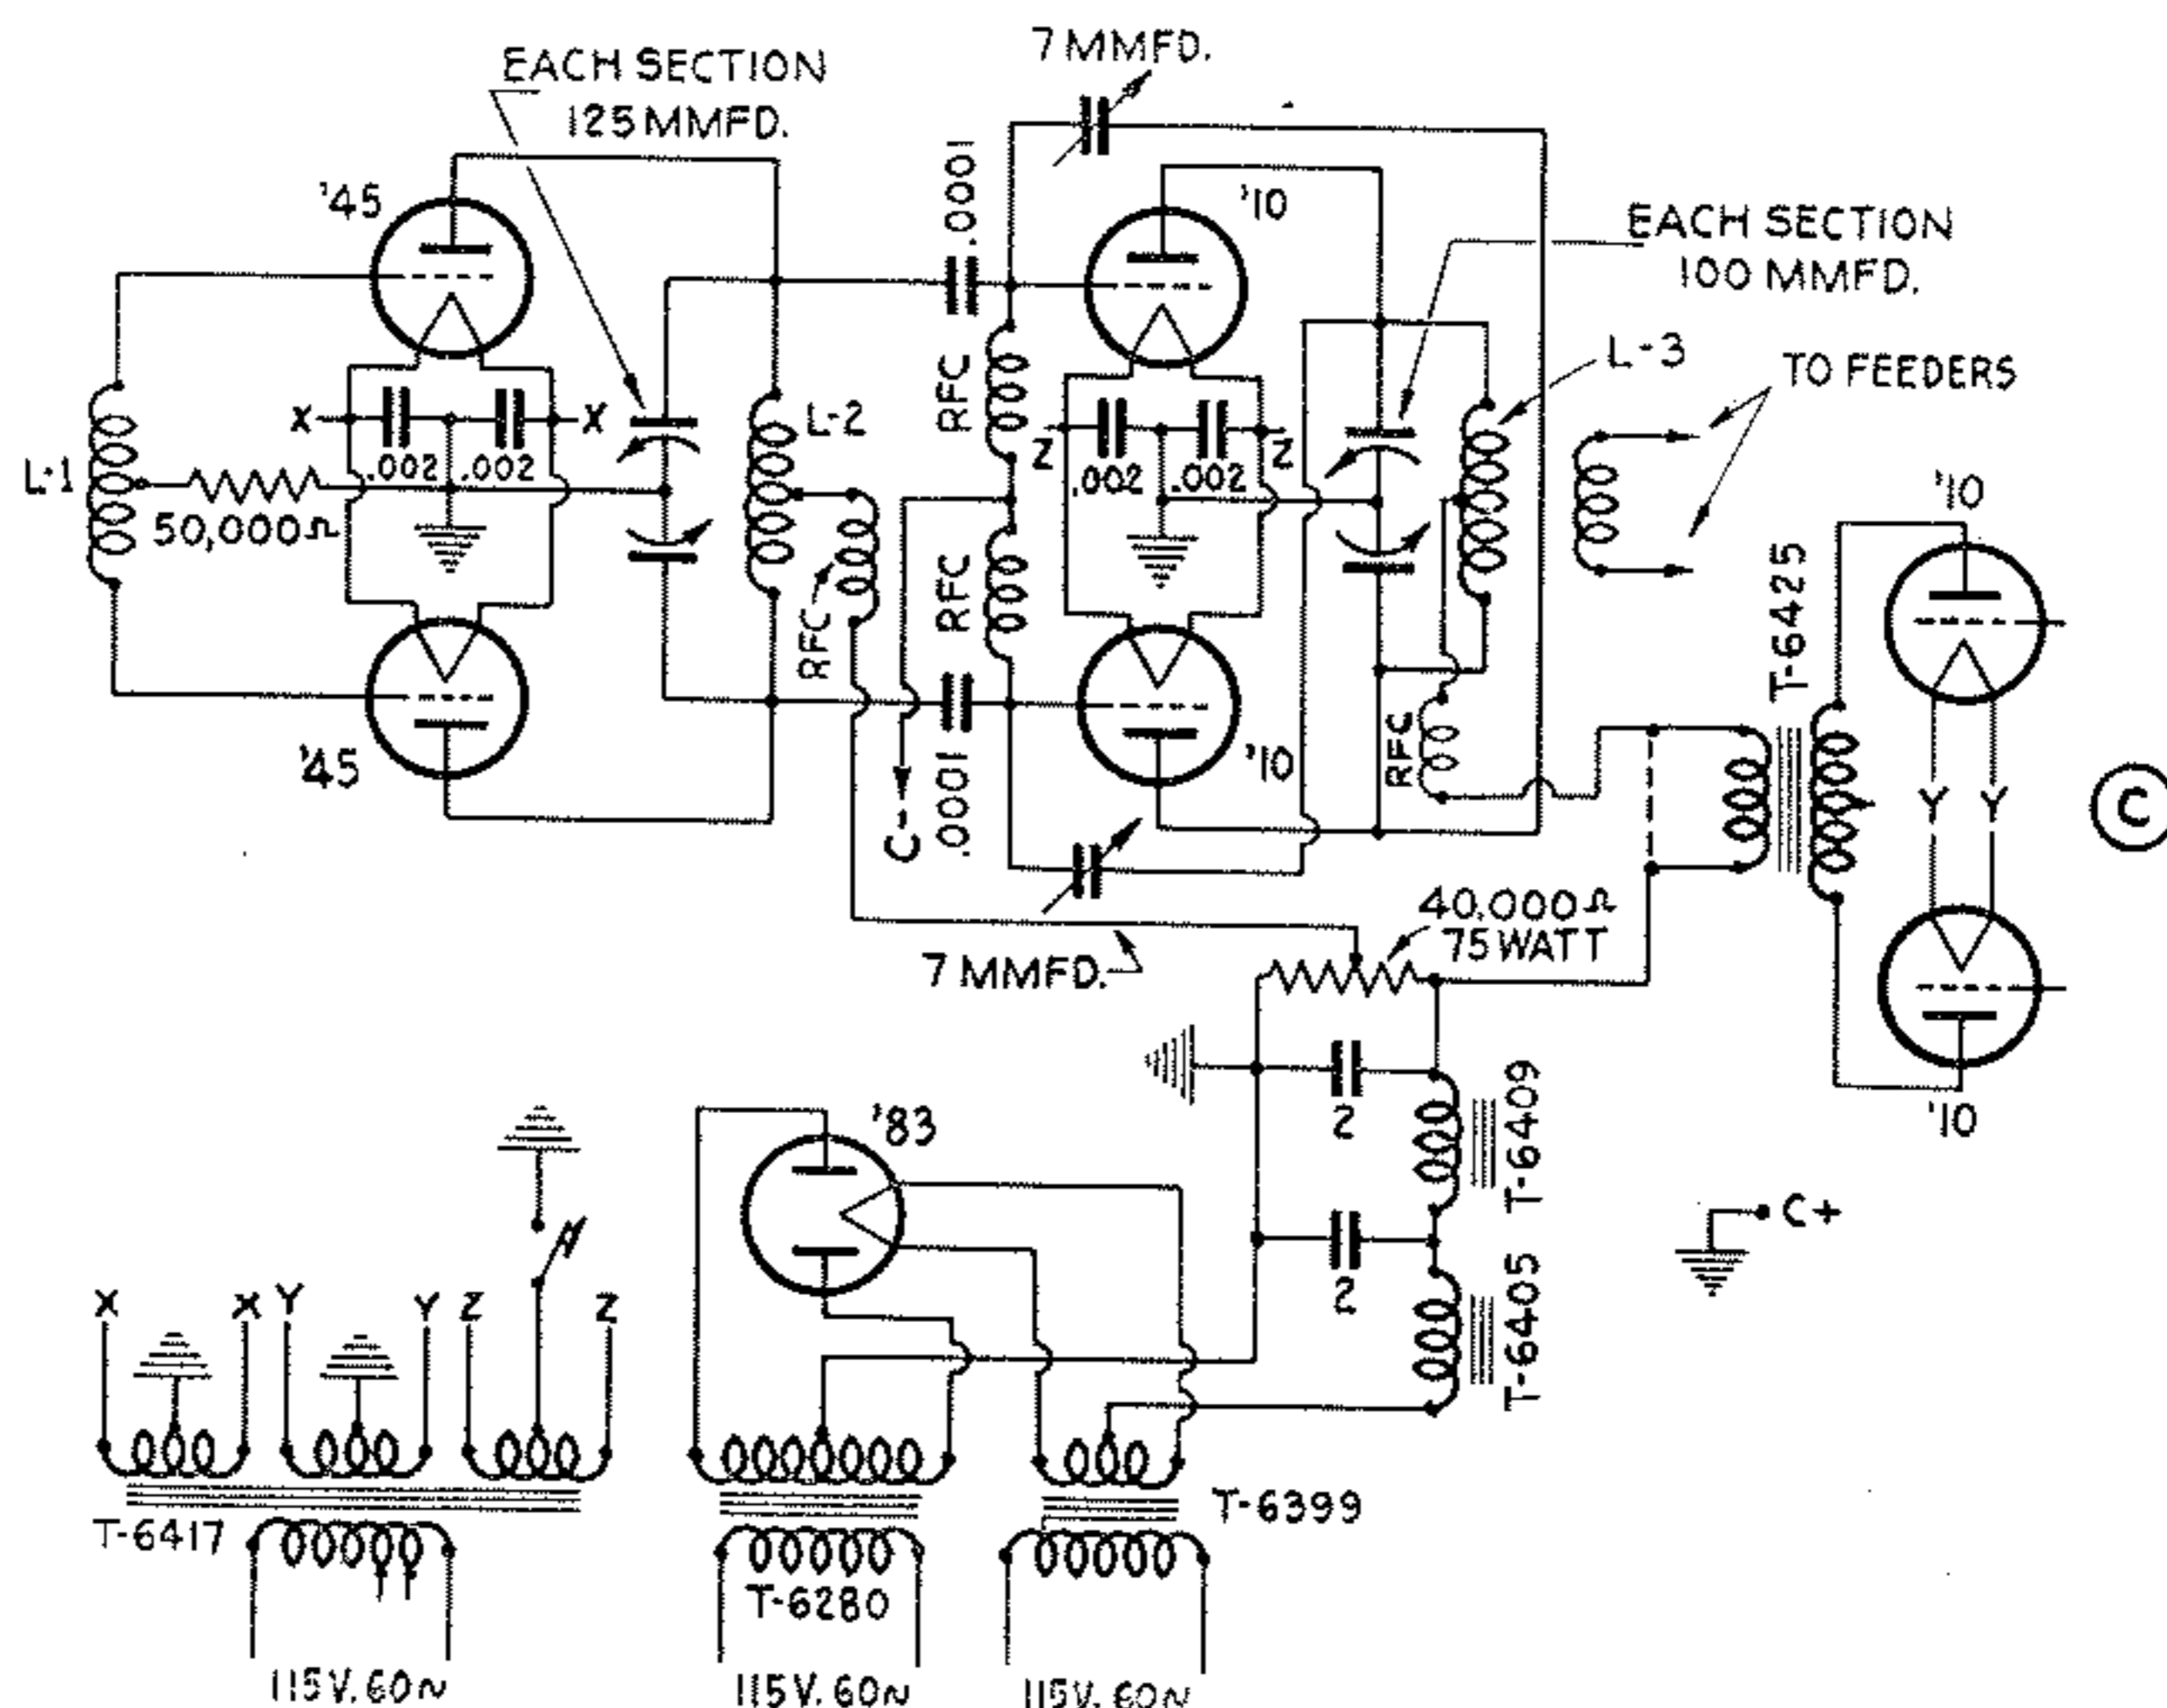 EACH SECTION
125 MMFD.
7 MMFD.
'45
.0001
'10
EACH SECTION
100 MMFD.
L-3
TO FEEDERS
RFC
L-2
X
X
.002
.002
Z
Z
.002
.002
L-1
50,000Ω
'10
T-6425
RFC
RFC
'45
C-
.0001
'10
RFC
Y
Y
C
40,000Ω
75 WATT
7 MMFD.
'83
2
T-6409
'10
C+
2
T-6405
X
X
Y
Y
Z
Z
T-6417
T-6280
T-6399
115V. 60~
115V. 60~
115V. 60~